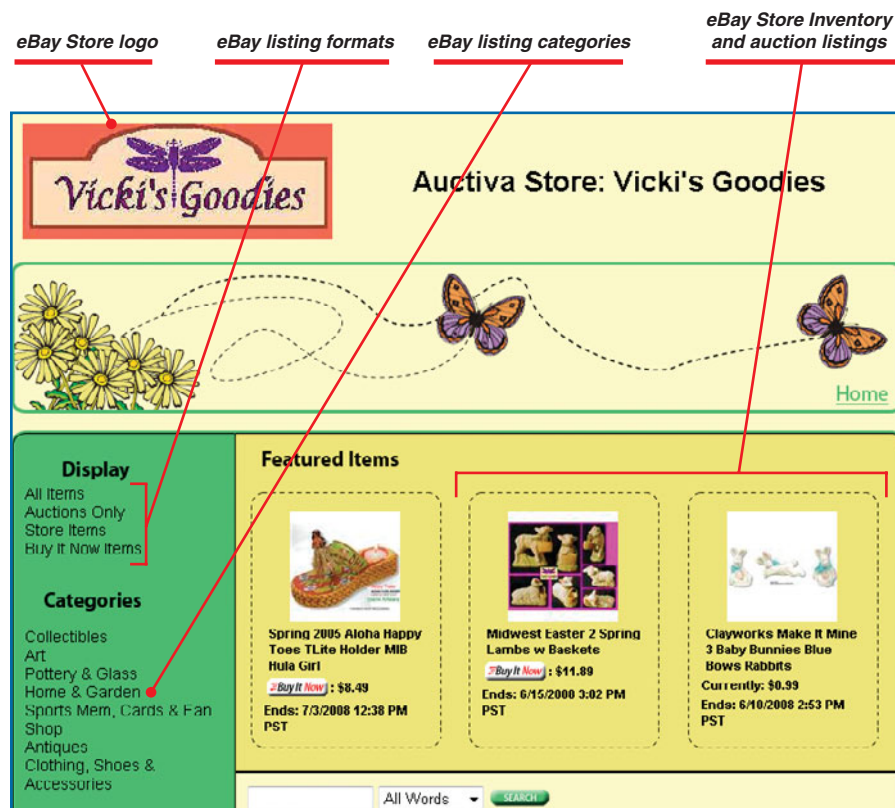 eBay Store logo
eBay listing formats
eBay listing categories
eBay Store Inventory
and auction listings
Vicki's Goodies
Auctiva Store: Vicki's Goodies
Home
Display
All Items
Auctions Only
Store Items
Buy It Now Items
Categories
Collectibles
Art
Pottery & Glass
Home & Garden
Sports Mem, Cards & Fan
Shop
Antiques
Clothing, Shoes &
Accessories
Featured Items
Spring 2005 Aloha Happy
Toes TLite Holder MIB
Hula Girl
Buy It Now : $8.49
Ends: 7/3/2008 12:38 PM
PST
Midwest Easter 2 Spring
Lambs w Baskets
Buy It Now : $11.89
Ends: 6/15/2008 3:02 PM
PST
Clayworks Make It Mine
3 Baby Bunnies Blue
Bows Rabbits
Currently: $0.99
Ends: 6/10/2008 2:53 PM
PST
All Words
SEARCH